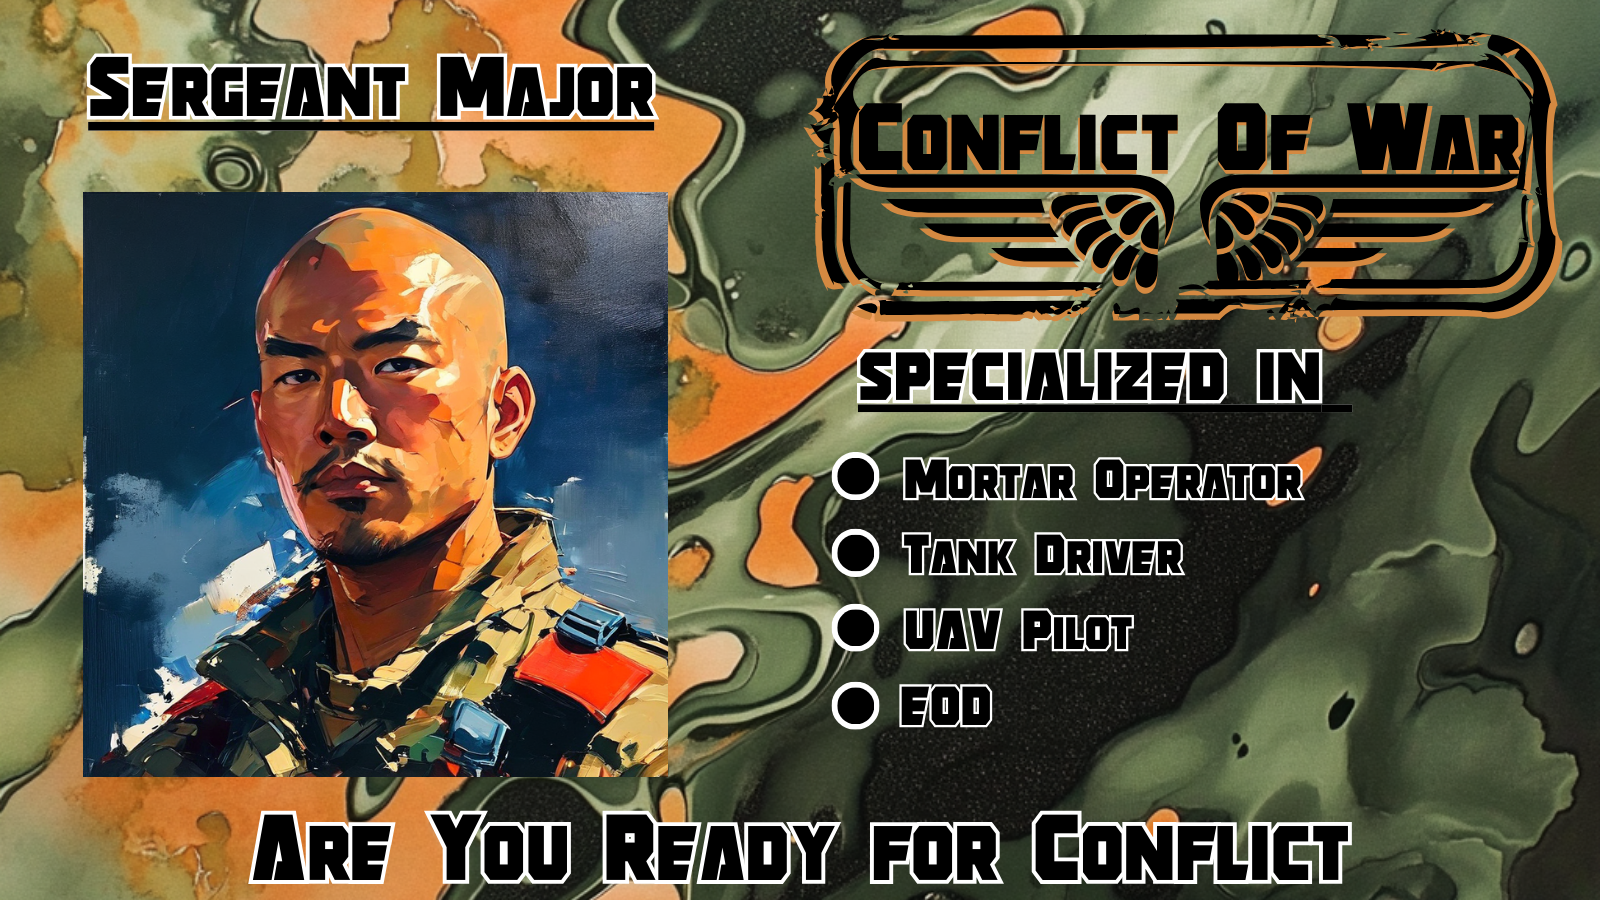 Sergeant Major
Conflict Of War
SPECIALIZED IN
Mortar Operator
Tank Driver
UAV Pilot
EOD
Are You Ready for Conflict